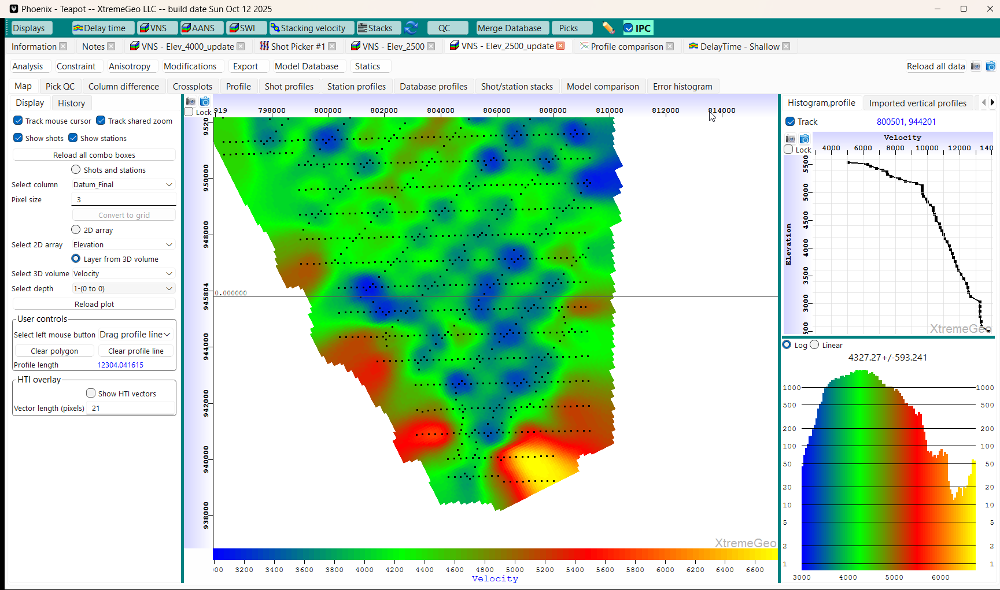 Phoenix - Teapot -- XtremeGeo LLC -- build date Sun Oct 12 2025
Displays Delay time VNS AANS SWI Stacking velocity Stacks QC Merge Database Picks IPC
Information Notes VNS - Elev_4000_update Shot Picker #1 VNS - Elev_2500 VNS - Elev_2500_update Profile comparison DelayTime - Shallow
Analysis Constraint Anisotropy Modifications Export Model Database Statics Reload all data
Map Pick QC Column difference Crossplots Profile Shot profiles Station profiles Database profiles Shot/station stacks Model comparison Error histogram
Display History
Track mouse cursor Track shared zoom
Show shots Show stations
Reload all combo boxes
Shots and stations
Select column Datum_Final
Pixel size 3
Convert to grid
2D array
Select 2D array Elevation
Layer from 3D volume
Select 3D volume Velocity
Select depth 1-(0 to 0)
Reload plot
User controls
Select left mouse button Drag profile line
Clear polygon Clear profile line
Profile length 12304.041615
HTI overlay
Show HTI vectors
Vector length (pixels) 21
Lock
919 798000 800000 802000 804000 806000 808000 810000 812000 814000
9520
950000
948000
945804
944000
942000
940000
938000
0.000000
XtremeGeo
000 3200 3400 3600 3800 4000 4200 4400 4600 4800 5000 5200 5400 5600 5800 6000 6200 6400 6600
Velocity
Histogram,profile Imported vertical profiles
Track 800501, 944201
Velocity
Lock 4000 6000 8000 10000 12000 140
Elevation
5500
5000
4500
4000
3500
3000
500
XtremeGeo
Log Linear
4327.27+/-593.241
1000 1000
500 500
200 200
100 100
50 50
20 20
10 10
5 5
2 2
1 1
3000 4000 5000 6000